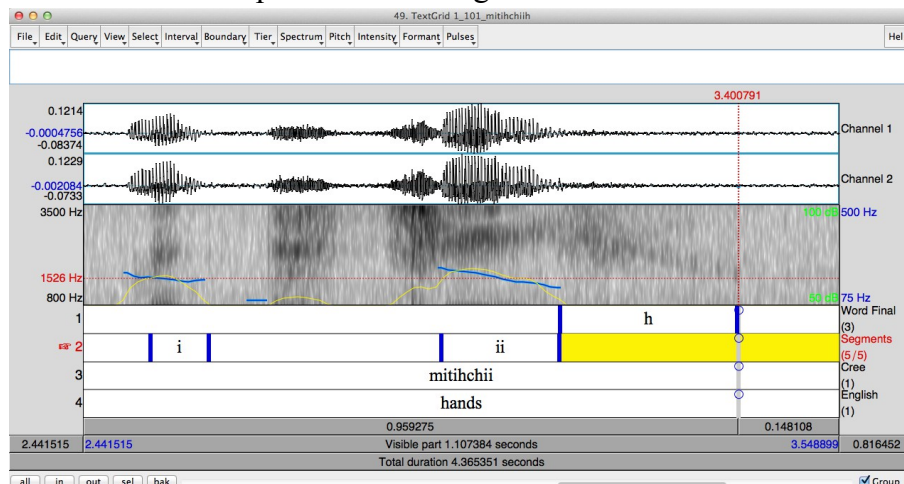 49. TextGrid 1_101_mitihchiih
File Edit Query View Select Interval Boundary Tier Spectrum Pitch Intensity Formant Pulses Hel
3.400791
0.1214
-0.0004756
-0.08374
Channel 1
0.1229
-0.002084
-0.0733
Channel 2
3500 Hz 100 dB 500 Hz
1526 Hz
800 Hz 50 dB 75 Hz
1 h Word Final (3)
2 i ii Segments (5/5)
3 mitihchii Cree (1)
4 hands English (1)
0.959275 0.148108
2.441515 2.441515 Visible part 1.107384 seconds 3.548899 0.816452
Total duration 4.365351 seconds
all in out sel bak Group